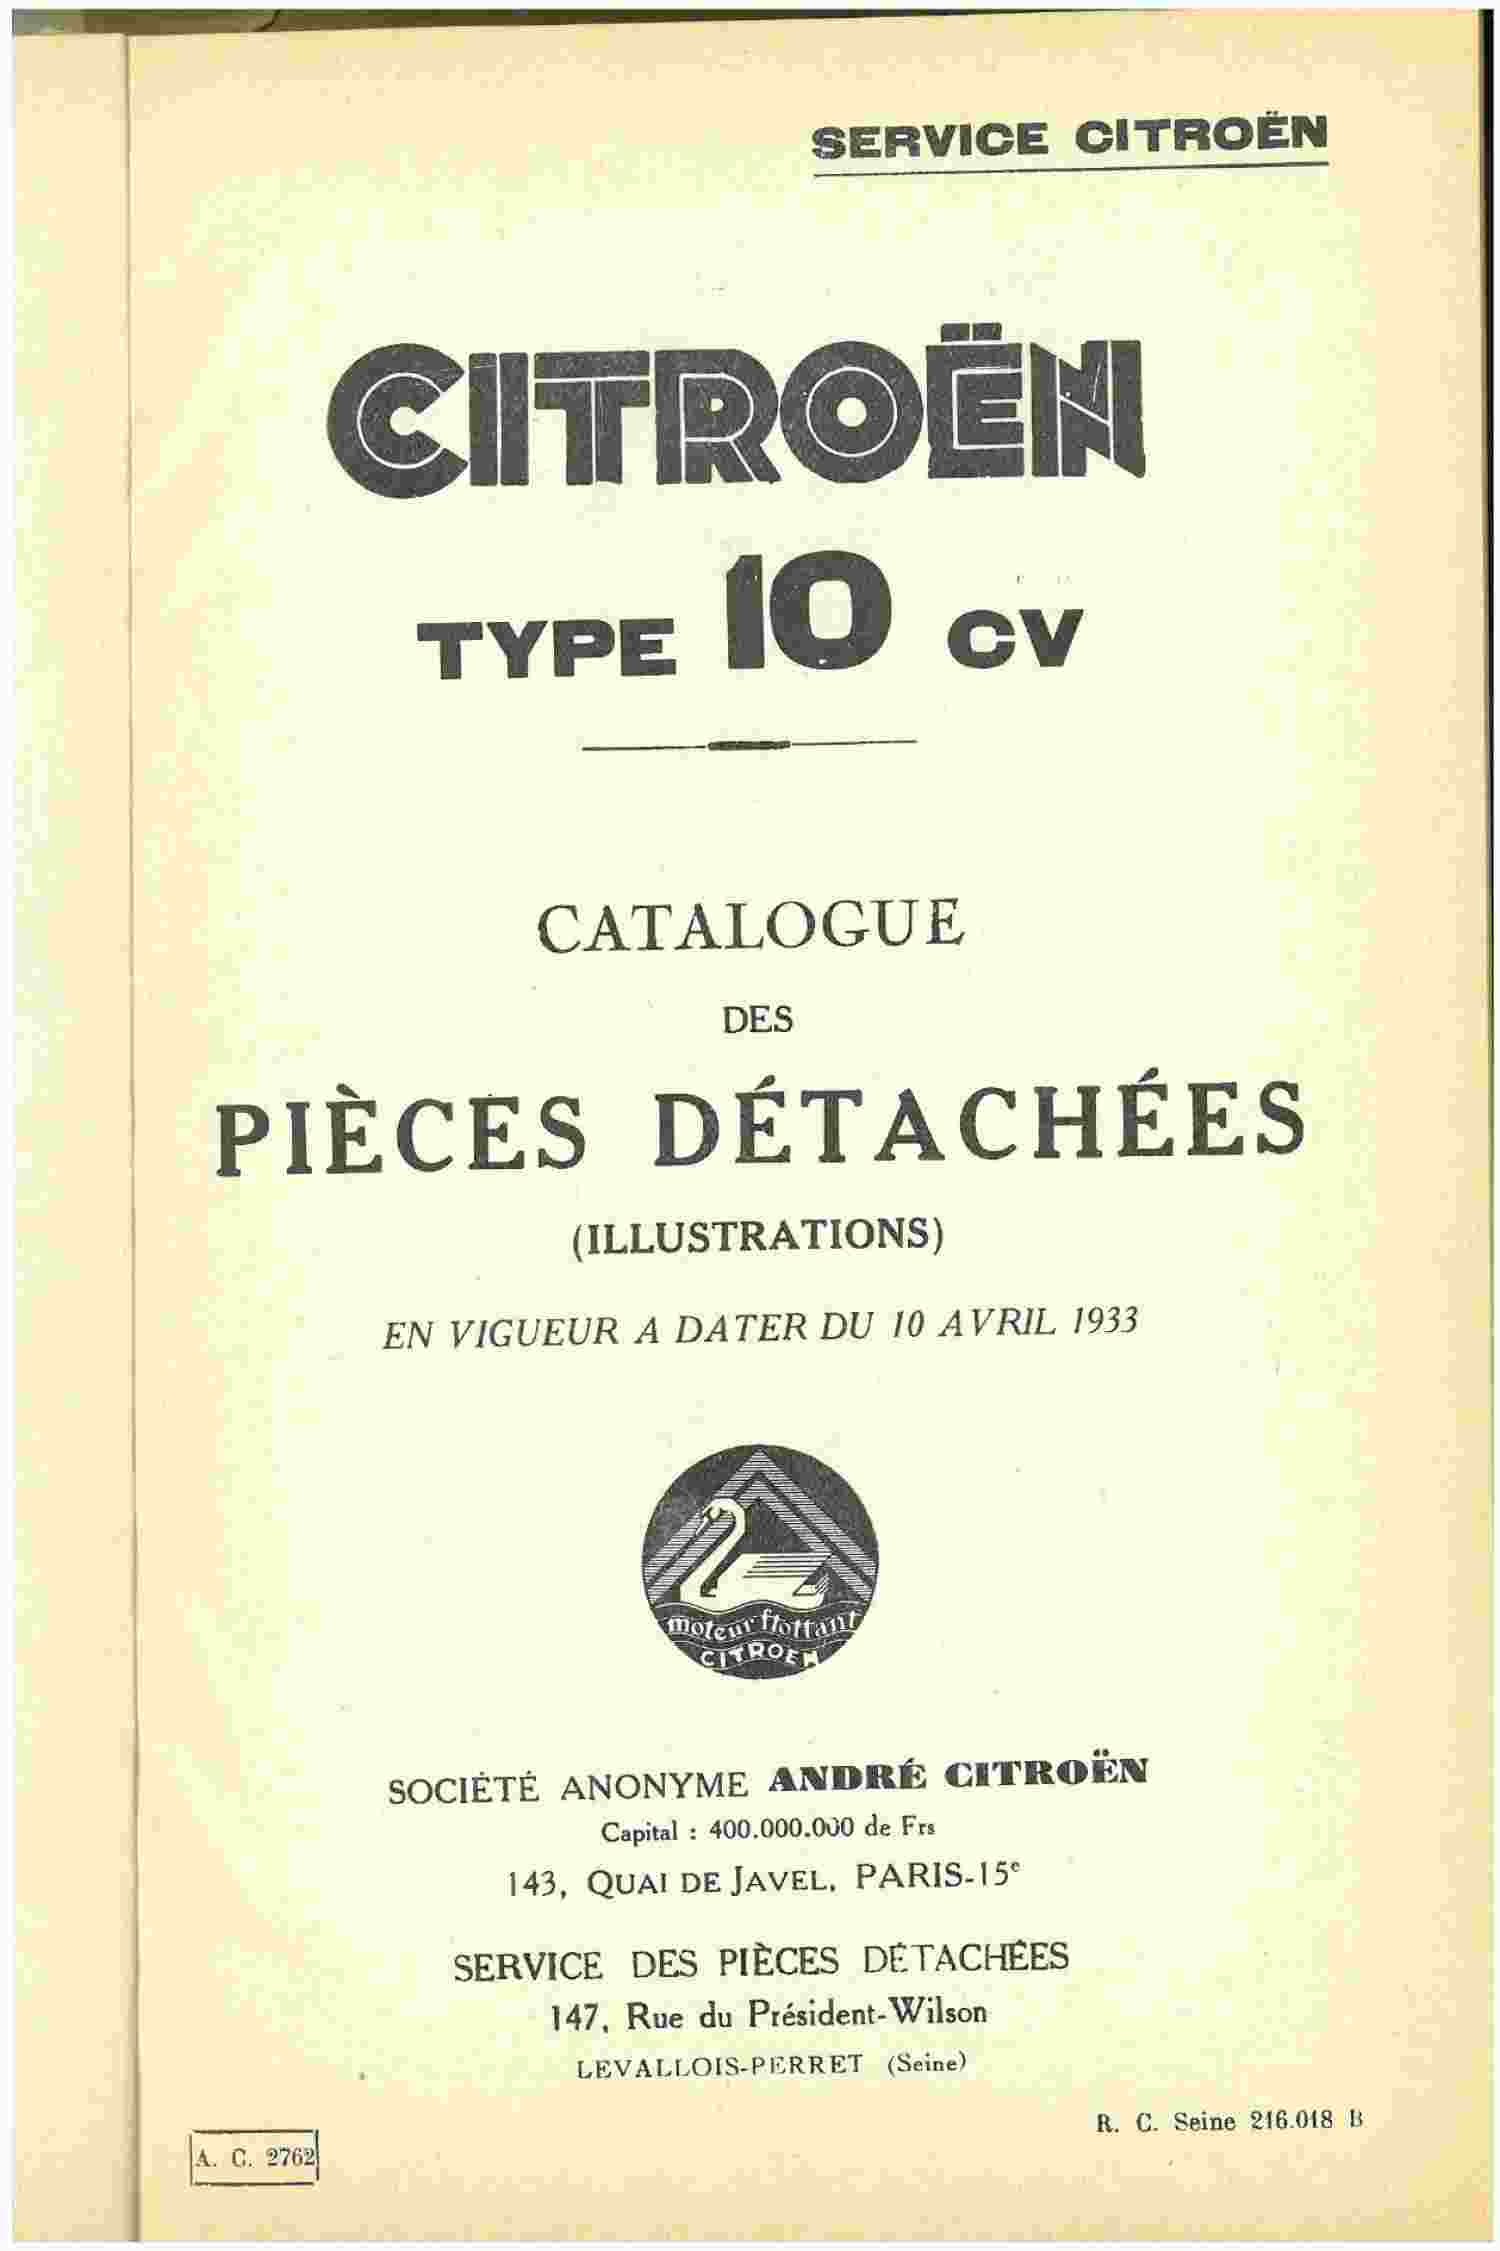 SERVICE CITROËN
CITROËN
TYPE 10 CV
CATALOGUE
DES
PIÈCES DÉTACHÉES
(ILLUSTRATIONS)
EN VIGUEUR A DATER DU 10 AVRIL 1933
moteur flottant
CITROËN
SOCIÉTÉ ANONYME ANDRÉ CITROËN
Capital : 400.000.000 de Frs
143, QUAI DE JAVEL, PARIS-15e
SERVICE DES PIÈCES DÉTACHÉES
147, Rue du Président-Wilson
LEVALLOIS-PERRET (Seine)
R. C. Seine 216.018 B
A. C. 2762